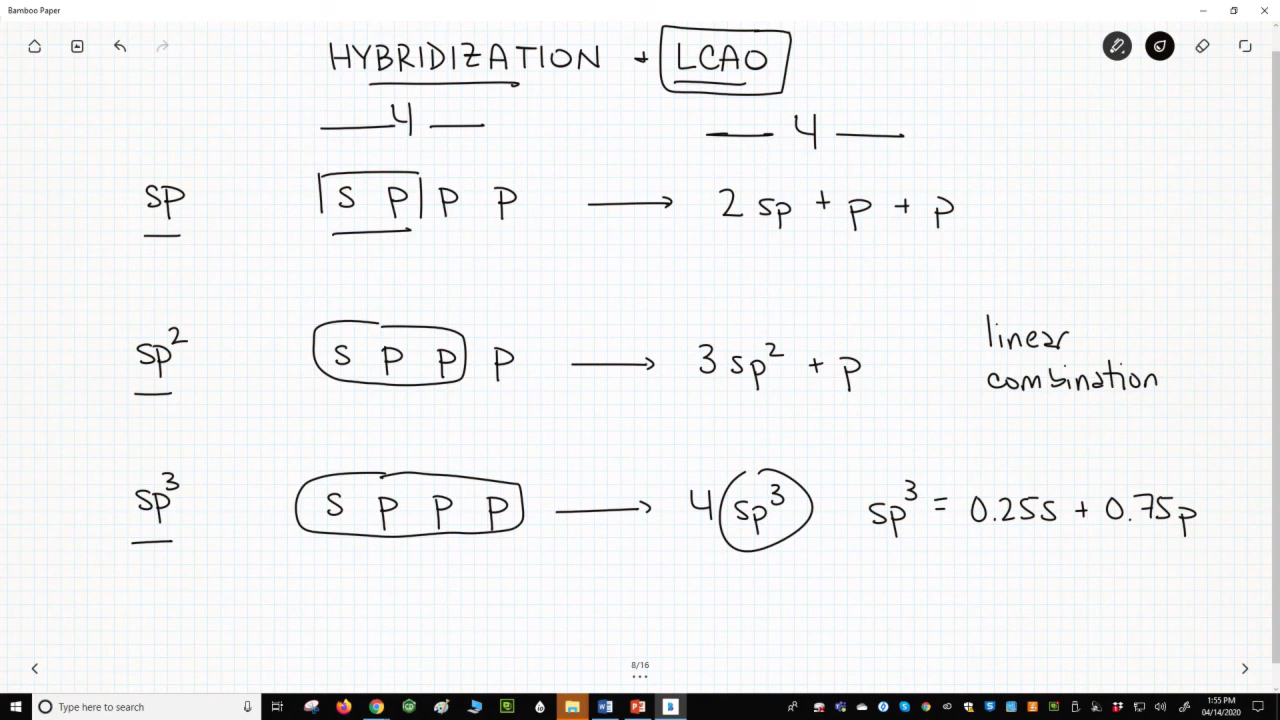 Bamboo Paper
HYBRIDIZATION + LCAO
4 4
sp s p p p → 2 sp + p + p
sp² s p p p → 3 sp² + p
linear
combination
sp³ s p p p → 4 sp³ sp³ = 0.25s + 0.75p
8/16
Type here to search
1:55 PM
04/14/2020